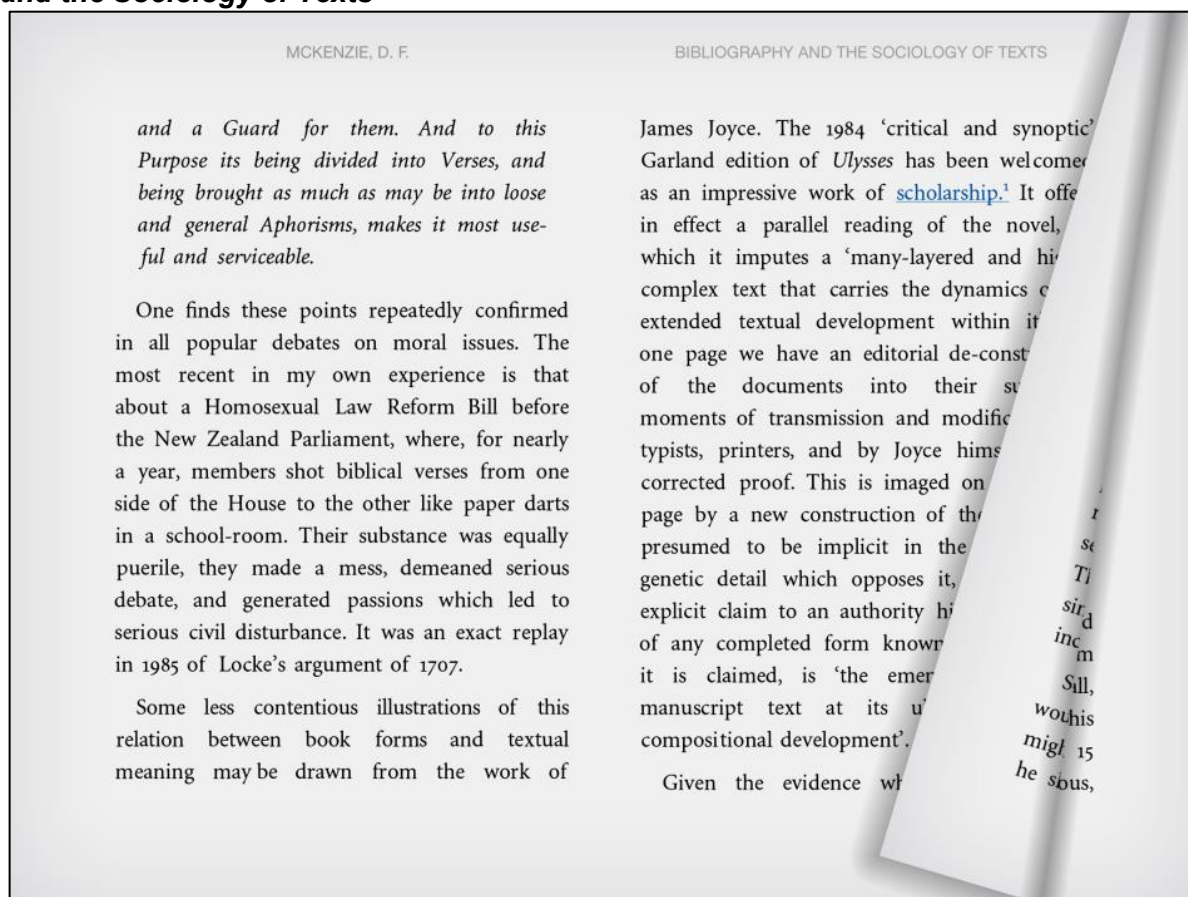 and the Sociology of Texts
MCKENZIE, D. F.
and a Guard for them. And to this
Purpose its being divided into Verses, and
being brought as much as may be into loose
and general Aphorisms, makes it most use-
ful and serviceable.
One finds these points repeatedly confirmed
in all popular debates on moral issues. The
most recent in my own experience is that
about a Homosexual Law Reform Bill before
the New Zealand Parliament, where, for nearly
a year, members shot biblical verses from one
side of the House to the other like paper darts
in a school-room. Their substance was equally
puerile, they made a mess, demeaned serious
debate, and generated passions which led to
serious civil disturbance. It was an exact replay
in 1985 of Locke's argument of 1707.
Some less contentious illustrations of this
relation between book forms and textual
meaning may be drawn from the work of
BIBLIOGRAPHY AND THE SOCIOLOGY OF TEXTS
James Joyce. The 1984 ‘critical and synoptic’
Garland edition of Ulysses has been welcomed
as an impressive work of scholarship.¹ It
in effect a parallel reading of the novel,
which it imputes a ‘many-layered and
complex text that carries the dynamics
extended textual development within
one page we have an editorial
of the documents into their
moments of transmission and
typists, printers, and by Joyce
corrected proof. This is imaged on
page by a new construction of
presumed to be implicit in the
genetic detail which opposes it,
explicit claim to an authority
of any completed form
it is claimed, is ‘the
manuscript text at its
compositional development’.
Given the evidence